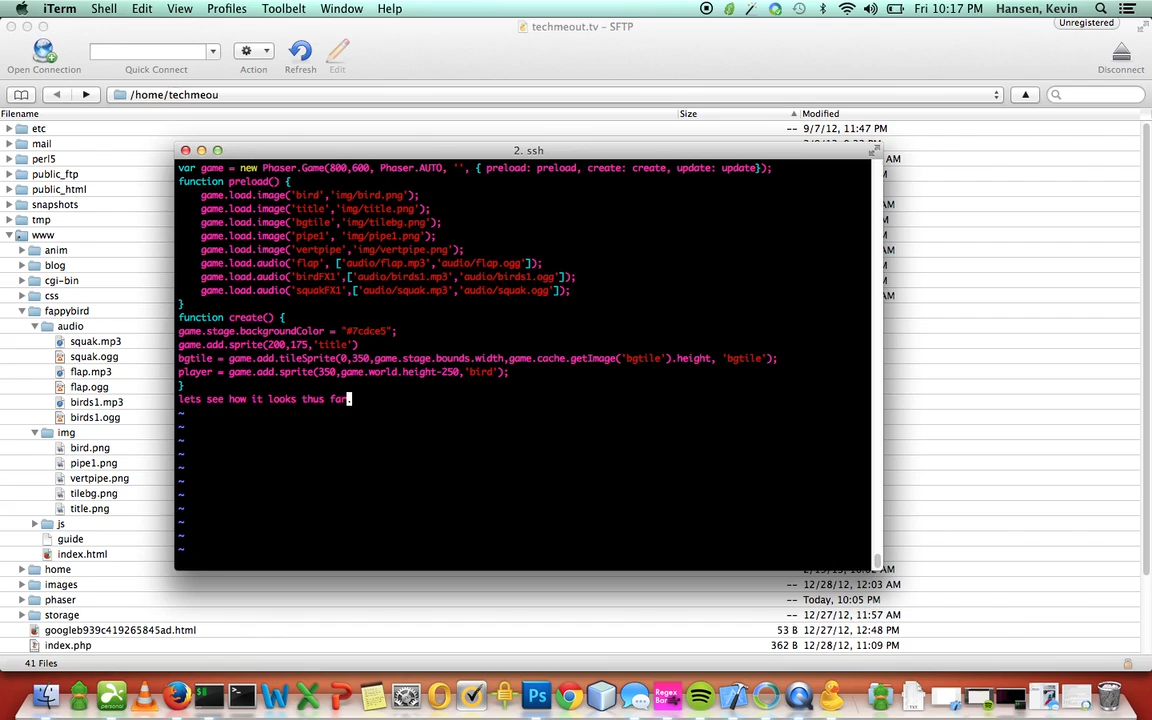 iTerm Shell Edit View Profiles Toolbelt Window Help Fri 10:17 PM Hansen, Kevin
techmeout.tv – SFTP Unregistered
Open Connection Quick Connect Action Refresh Edit Disconnect
/home/techmeou
Filename Size Modified
etc -- 9/7/12, 11:47 PM
mail
perl5 AM
public_ftp
public_html
snapshots AM
tmp
www
anim
blog
cgi-bin
css AM
fappybird
audio
squak.mp3
squak.ogg
flap.mp3
flap.ogg
birds1.mp3
birds1.ogg
img
bird.png
pipe1.png
vertpipe.png
tilebg.png
title.png
js
guide
index.html
home
images -- 12/28/12, 12:03 AM
phaser -- Today, 10:05 PM
storage -- 12/27/12, 11:57 AM
googleb939c419265845ad.html 53 B 12/27/12, 12:48 PM
index.php 362 B 12/28/12, 11:09 PM
41 Files
2. ssh
var game = new Phaser.Game(800,600, Phaser.AUTO, '', { preload: preload, create: create, update: update});
function preload() {
game.load.image('bird','img/bird.png');
game.load.image('title','img/title.png');
game.load.image('bgtile','img/tilebg.png');
game.load.image('pipe1', 'img/pipe1.png');
game.load.image('vertpipe','img/vertpipe.png');
game.load.audio('flap', ['audio/flap.mp3','audio/flap.ogg']);
game.load.audio('birdFX1',['audio/birds1.mp3','audio/birds1.ogg']);
game.load.audio('squakFX1',['audio/squak.mp3','audio/squak.ogg']);
}
function create() {
game.stage.backgroundColor = "#7cdce5";
game.add.sprite(200,175,'title')
bgtile = game.add.tileSprite(0,350,game.stage.bounds.width,game.cache.getImage('bgtile').height, 'bgtile');
player = game.add.sprite(350,game.world.height-250,'bird');
}
lets see how it looks thus far.
~
~
~
~
~
~
~
~
~
~
~
personal
Regex Bar
TXT